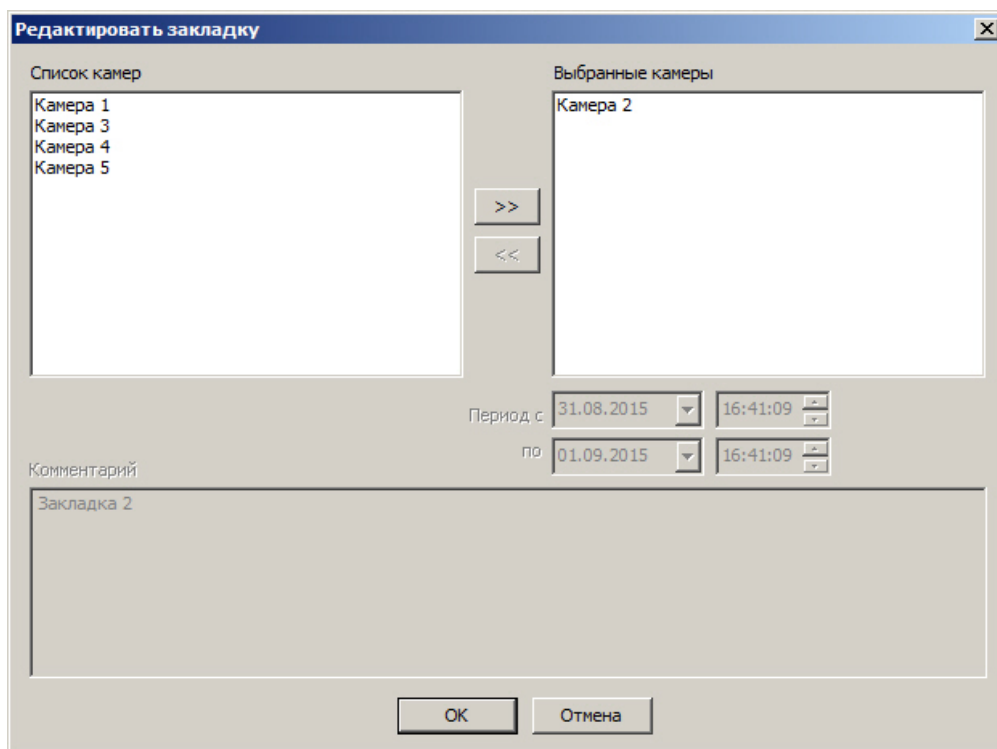 Редактировать закладку
Список камер
Выбранные камеры
Камера 1
Камера 3
Камера 4
Камера 5
Камера 2
>>
<<
Период с 31.08.2015 16:41:09
по 01.09.2015 16:41:09
Комментарий
Закладка 2
ОК
Отмена